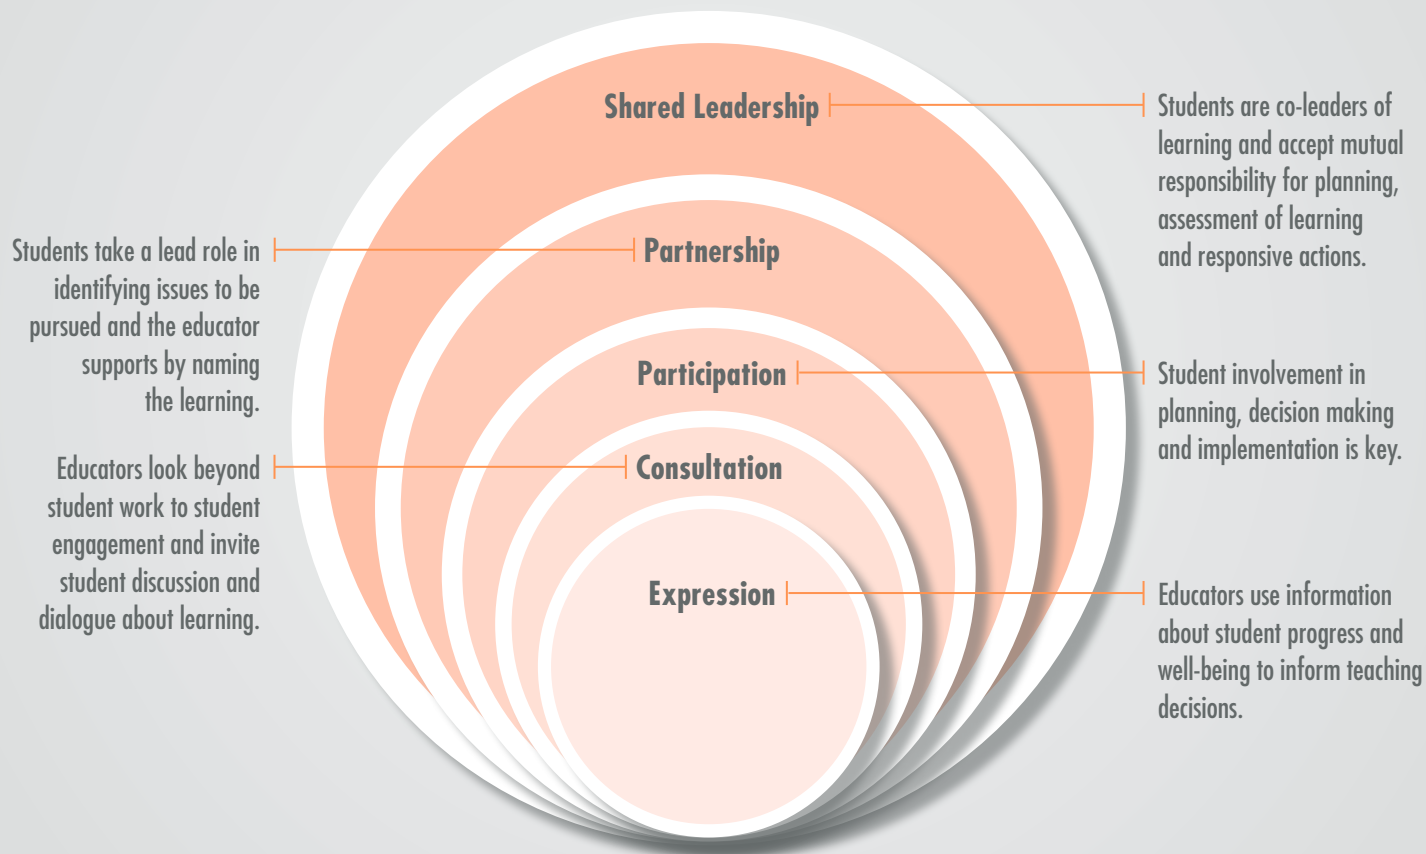 Shared Leadership
Students are co-leaders of
learning and accept mutual
responsibility for planning,
assessment of learning
and responsive actions.
Partnership
Students take a lead role in
identifying issues to be
pursued and the educator
supports by naming
the learning.
Participation
Student involvement in
planning, decision making
and implementation is key.
Consultation
Educators look beyond
student work to student
engagement and invite
student discussion and
dialogue about learning.
Expression
Educators use information
about student progress and
well-being to inform teaching
decisions.